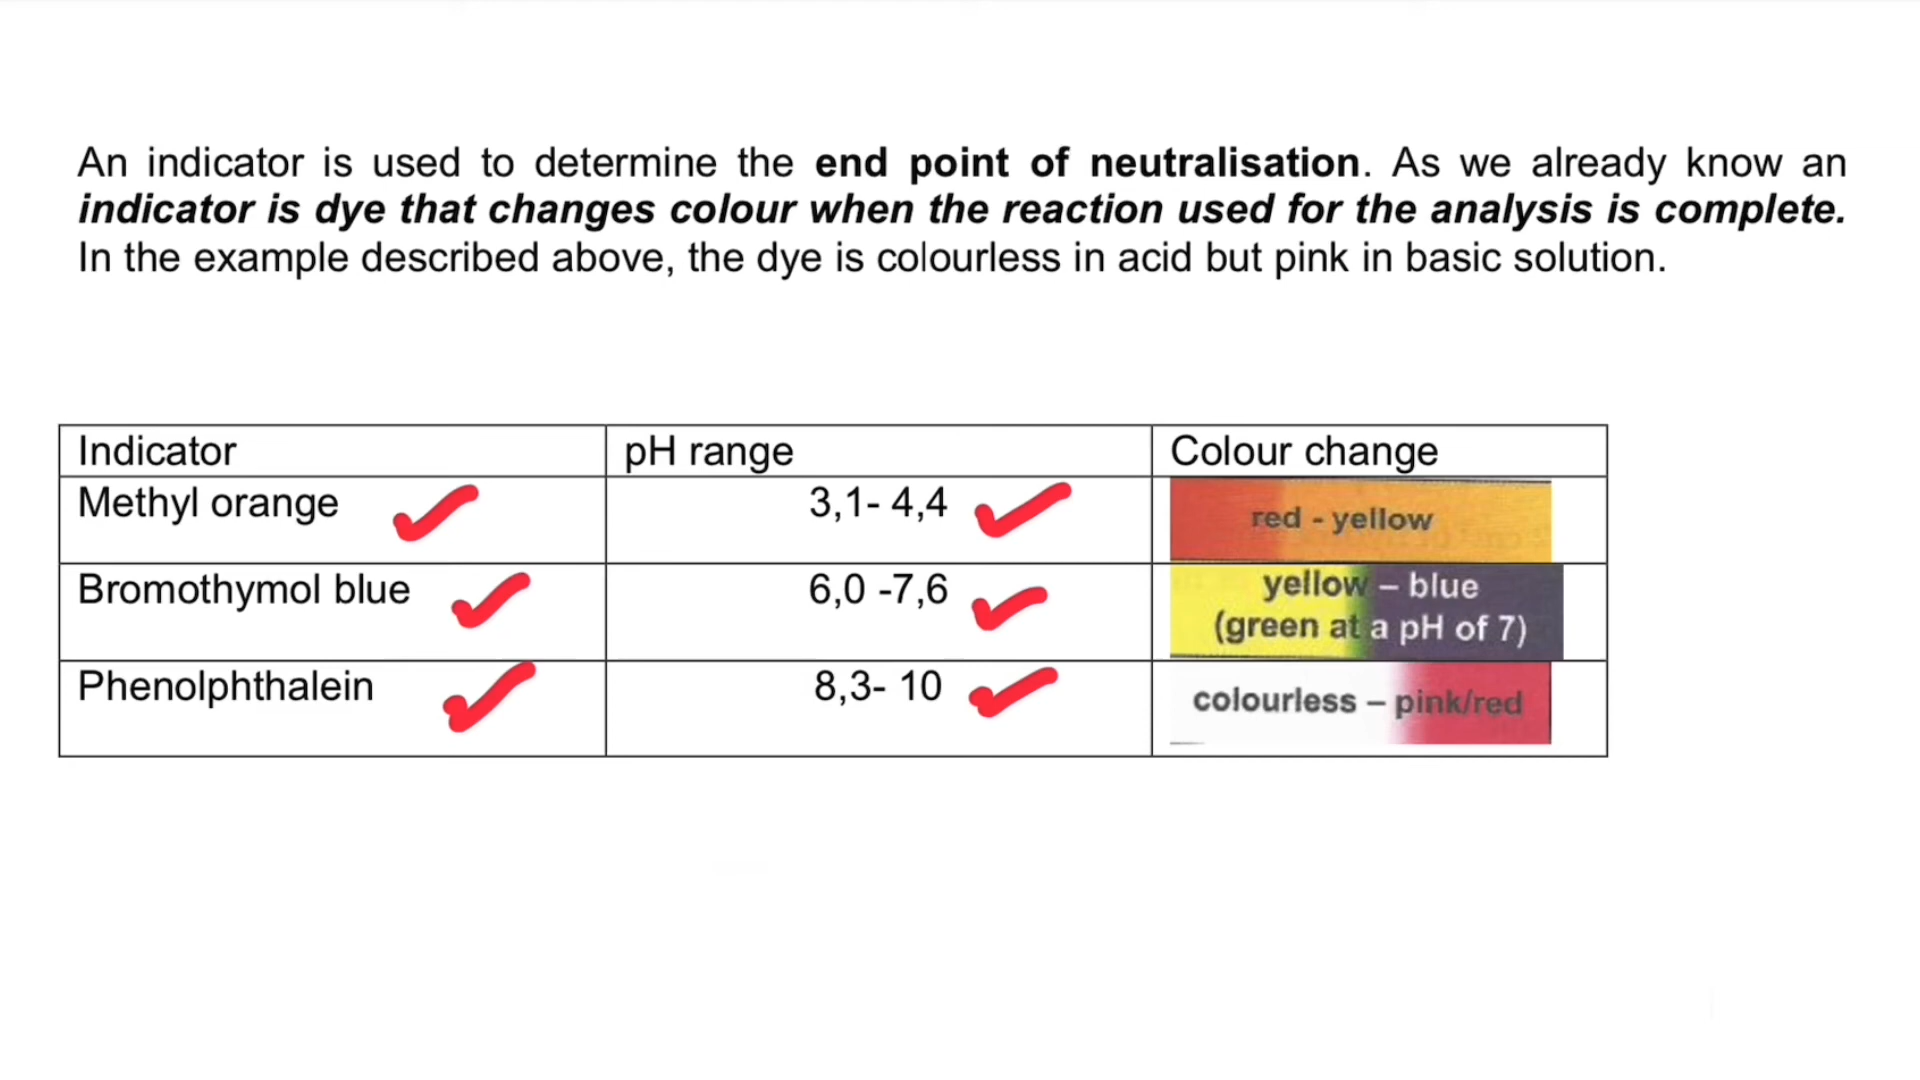 An indicator is used to determine the end point of neutralisation. As we already know an
indicator is dye that changes colour when the reaction used for the analysis is complete.
In the example described above, the dye is colourless in acid but pink in basic solution.
Indicator pH range Colour change
Methyl orange 3,1- 4,4 red - yellow
Bromothymol blue 6,0 -7,6 yellow – blue
(green at a pH of 7)
Phenolphthalein 8,3- 10 colourless – pink/red